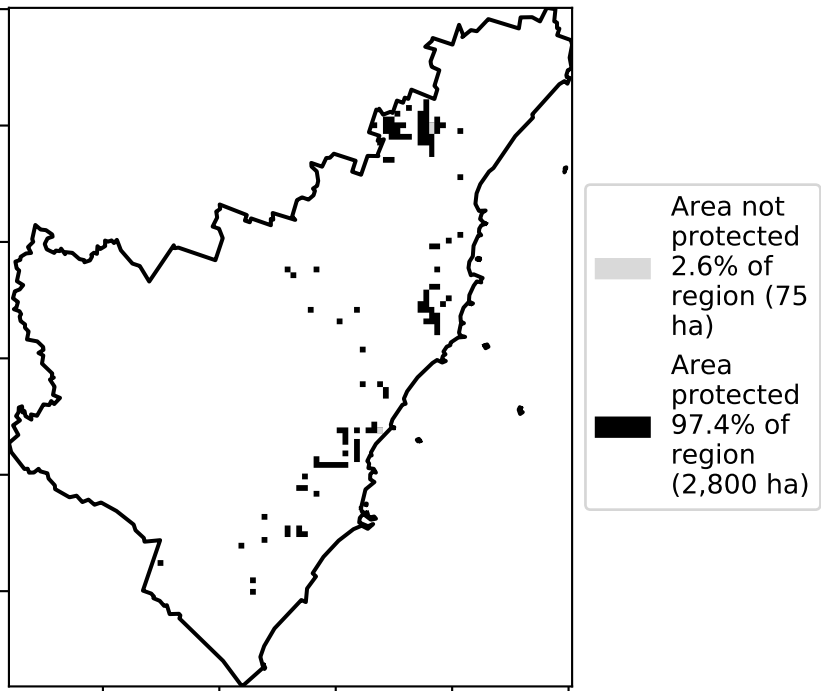 Area not
protected
2.6% of
region (75
ha)
Area
protected
97.4% of
region
(2,800 ha)